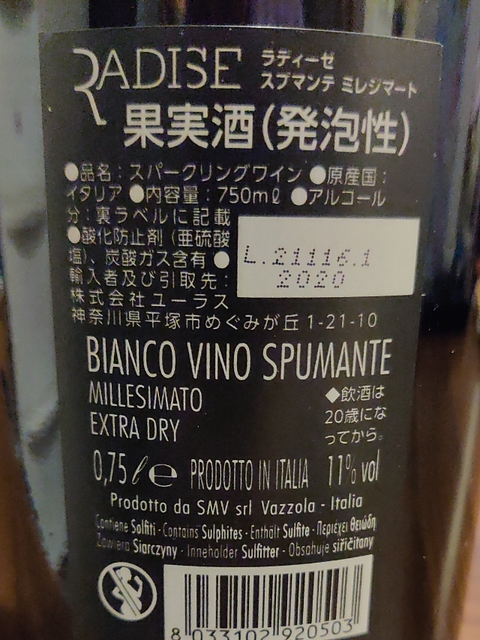 RADISE ラディーゼ
スプマンテ ミレジマート
果実酒(発泡性)
●品名：スパークリングワイン ●原産国：
イタリア ●内容量：750mℓ ●アルコール
分：裏ラベルに記載
●酸化防止剤（亜硫酸
塩）、炭酸ガス含有 ●
輸入者及び引取先：
株式会社ユーラス
神奈川県平塚市めぐみが丘 1-21-10
L.21116.1
2020
BIANCO VINO SPUMANTE
MILLESIMATO
EXTRA DRY
◆飲酒は
20歳にな
ってから。
0,75 ℓ e PRODOTTO IN ITALIA 11% vol
Prodotto da SMV srl Vazzola - Italia
Contiene Solfiti - Contains Sulphites - Enthält Sulfite - Περιέχει Θειώδη
Zawiera Siarczyny - Inneholder Sulfitter - Obsahuje siřičitany
8 033102 920503